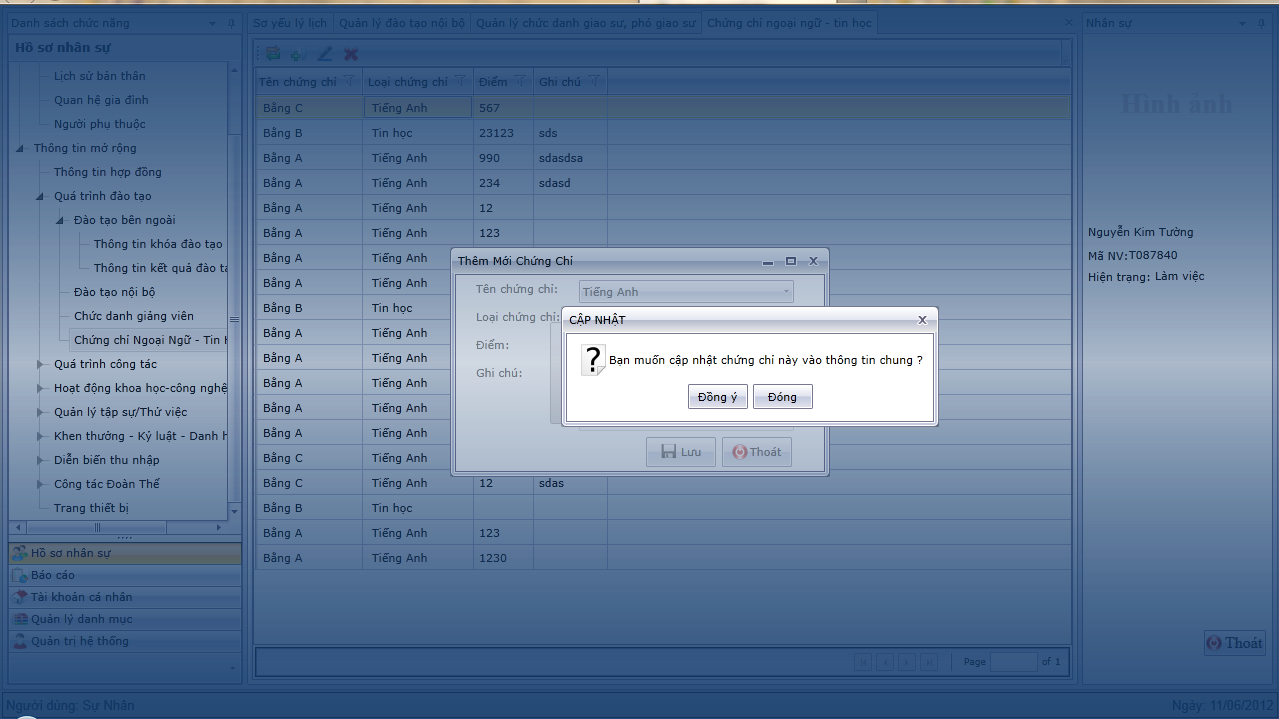 Danh sách chức năng
Hồ sơ nhân sự
Lịch sử bản thân
Quan hệ gia đình
Người phụ thuộc
Thông tin mở rộng
Thông tin hợp đồng
Quá trình đào tạo
Đào tạo bên ngoài
Thông tin khóa đào tạo
Thông tin kết quả đào tạ
Đào tạo nội bộ
Chức danh giảng viên
Chứng chỉ Ngoại Ngữ - Tin H
Quá trình công tác
Hoạt động khoa học-công nghệ
Quản lý tập sự/Thử việc
Khen thưởng - Kỷ luật - Danh h
Diễn biến thu nhập
Công tác Đoàn Thể
Trang thiết bị
Hồ sơ nhân sự
Báo cáo
Tài khoản cá nhân
Quản lý danh mục
Quản trị hệ thống
Sơ yếu lý lịch Quản lý đào tạo nội bộ Quản lý chức danh giáo sư, phó giáo sư Chứng chỉ ngoại ngữ - tin học
Tên chứng chỉ Loại chứng chỉ Điểm Ghi chú
Bằng C Tiếng Anh 567
Bằng B Tin học 23123 sds
Bằng A Tiếng Anh 990 sdasdsa
Bằng A Tiếng Anh 234 sdasd
Bằng A Tiếng Anh 12
Bằng A Tiếng Anh 123
Bằng A Tiếng Anh
Bằng A Tiếng Anh
Bằng B Tin học
Bằng A Tiếng Anh
Bằng A Tiếng Anh
Bằng A Tiếng Anh
Bằng A Tiếng Anh
Bằng A Tiếng Anh
Bằng C Tiếng Anh
Bằng C Tiếng Anh 12 sdas
Bằng B Tin học
Bằng A Tiếng Anh 123
Bằng A Tiếng Anh 1230
Page of 1
Thêm Mới Chứng Chỉ
Tên chứng chỉ: Tiếng Anh
Loại chứng chỉ:
Điểm:
Ghi chú:
Lưu Thoát
CẬP NHẬT
Bạn muốn cập nhật chứng chỉ này vào thông tin chung ?
Đồng ý Đóng
Nhân sự
Hình ảnh
Nguyễn Kim Tường
Mã NV:T087840
Hiện trạng: Làm việc
Thoát
Người dùng: Sự Nhân
Ngày: 11/06/2012